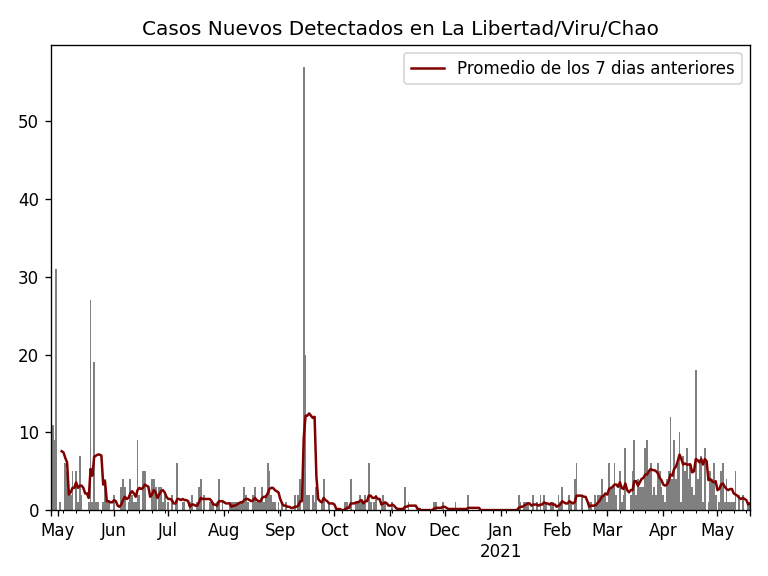 Casos Nuevos Detectados en La Libertad/Viru/Chao
Promedio de los 7 dias anteriores
50
40
30
20
10
0
May Jun Jul Aug Sep Oct Nov Dec Jan Feb Mar Apr May
2021